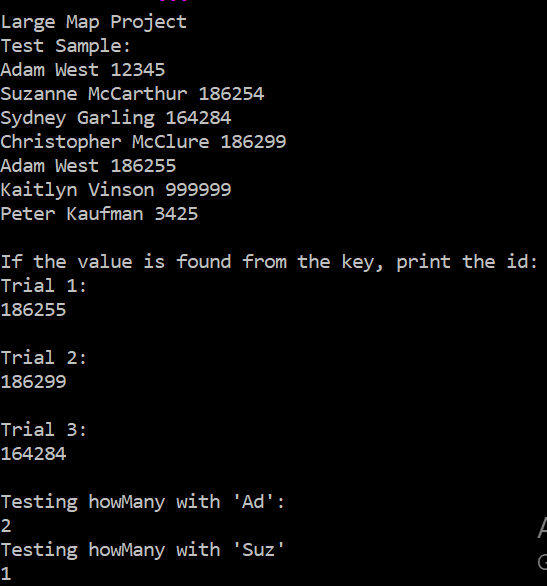 Large Map Project
Test Sample:
Adam West 12345
Suzanne McCarthur 186254
Sydney Garling 164284
Christopher McClure 186299
Adam West 186255
Kaitlyn Vinson 999999
Peter Kaufman 3425

If the value is found from the key, print the id:
Trial 1:
186255

Trial 2:
186299

Trial 3:
164284

Testing howMany with 'Ad':
2
Testing howMany with 'Suz'
1